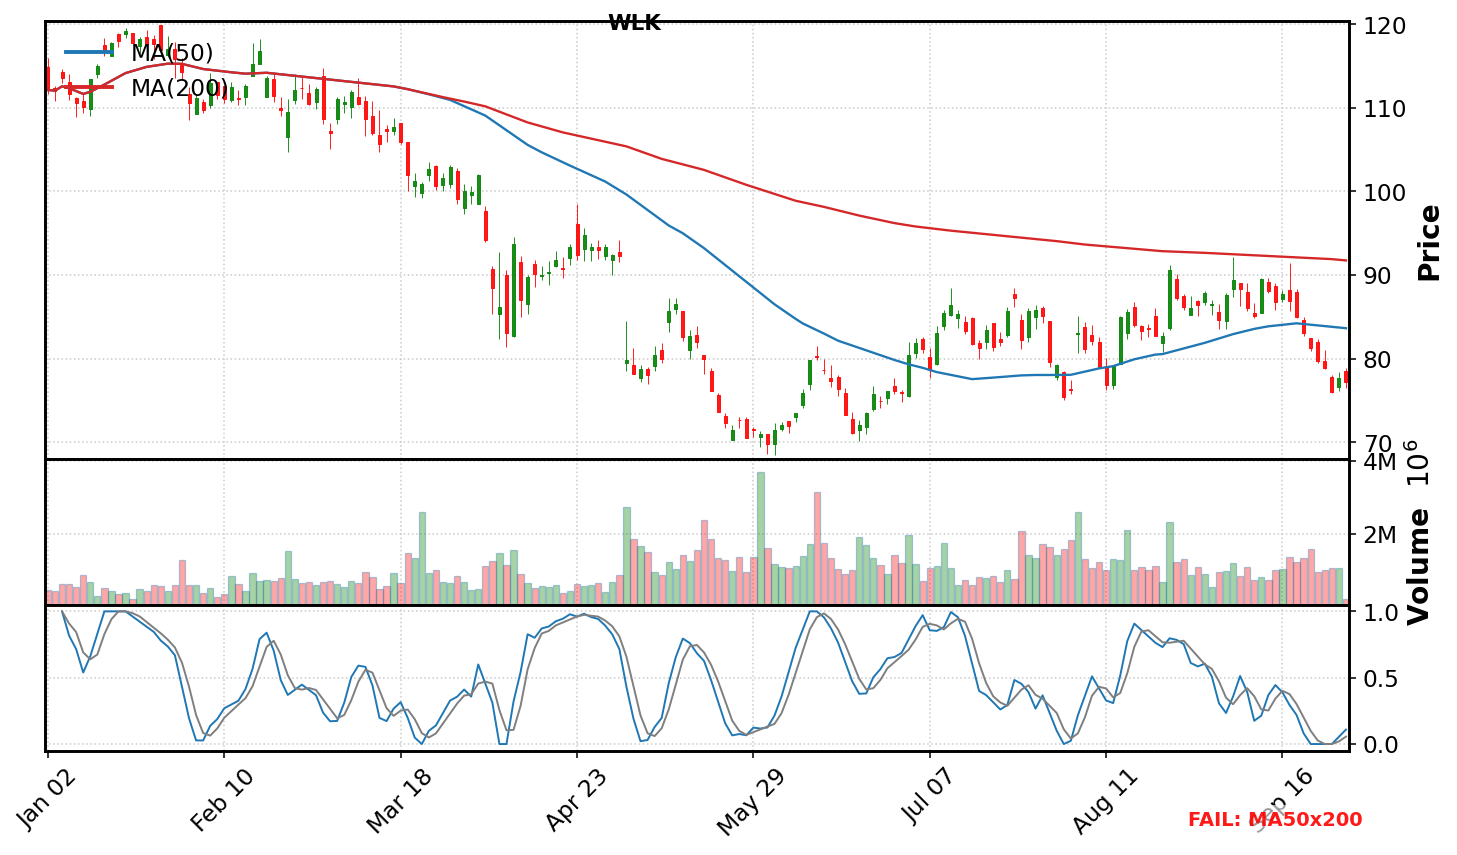 WLK
MA(50)
MA(200)
120
110
100
90
80
70
Price
4M
2M
Volume 10^6
1.0
0.5
0.0
Jan 02
Feb 10
Mar 18
Apr 23
May 29
Jul 07
Aug 11
Sep 16
FAIL: MA50x200